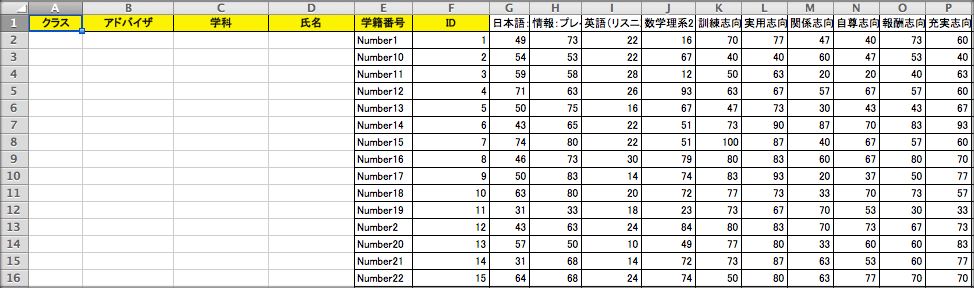 A B C D E F G H I J K L M N O P
1 クラス アドバイザ 学科 氏名 学籍番号 ID 日本語: 情報:プレ 英語(リスニ 数学理系2 訓練志向 実用志向 関係志向 自尊志向 報酬志向 充実志向
2 Number1 1 49 73 22 16 70 77 47 40 73 60
3 Number10 2 54 53 22 67 40 40 60 47 53 40
4 Number11 3 59 58 28 12 50 63 20 20 40 63
5 Number12 4 71 63 26 93 63 67 57 67 57 60
6 Number13 5 50 75 16 67 47 73 30 43 43 67
7 Number14 6 43 65 22 51 73 90 87 70 83 93
8 Number15 7 74 80 22 51 100 87 40 67 57 60
9 Number16 8 46 73 30 79 80 83 60 67 80 70
10 Number17 9 50 83 14 74 83 93 20 37 50 77
11 Number18 10 63 80 20 72 77 73 33 70 73 57
12 Number19 11 31 33 18 23 73 67 70 53 30 33
13 Number2 12 43 63 24 84 80 83 70 73 67 73
14 Number20 13 57 50 10 49 77 80 33 60 60 83
15 Number21 14 31 68 14 72 73 87 63 53 60 77
16 Number22 15 64 68 24 74 50 80 63 77 70 70